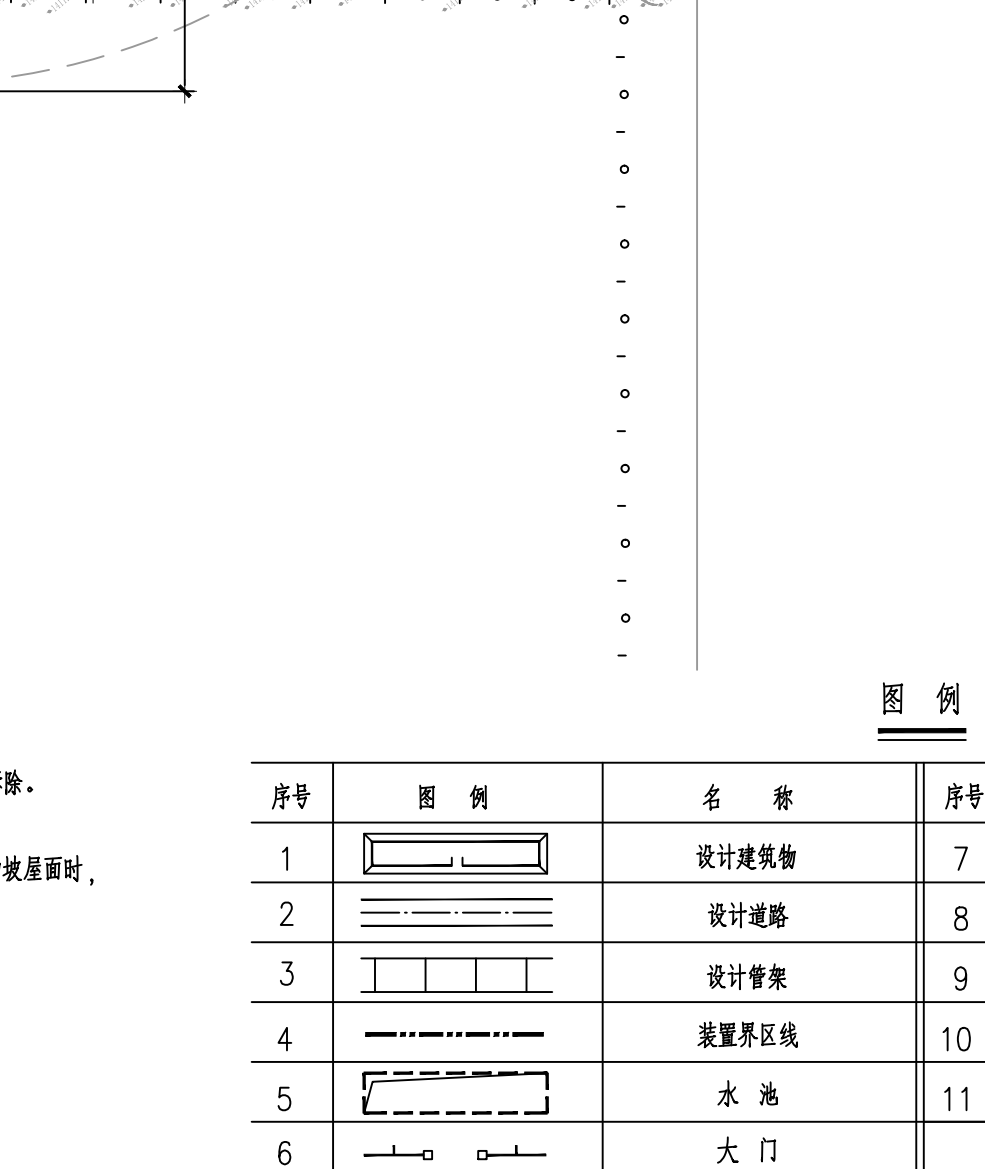 图 例
除。
坡屋面时，
序号 图 例 名 称 序号
1 设计建筑物 7
2 设计道路 8
3 设计管架 9
4 装置界区线 10
5 水 池 11
6 大 门